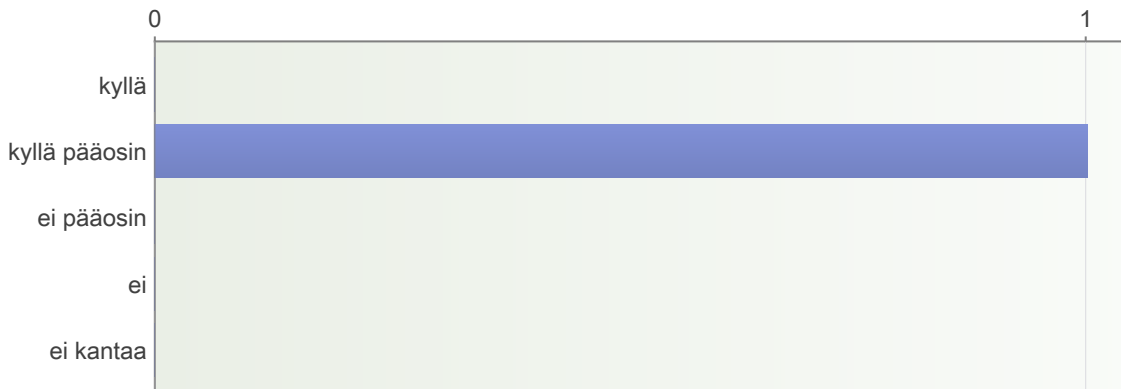 0 1
kyllä
kyllä pääosin
ei pääosin
ei
ei kantaa